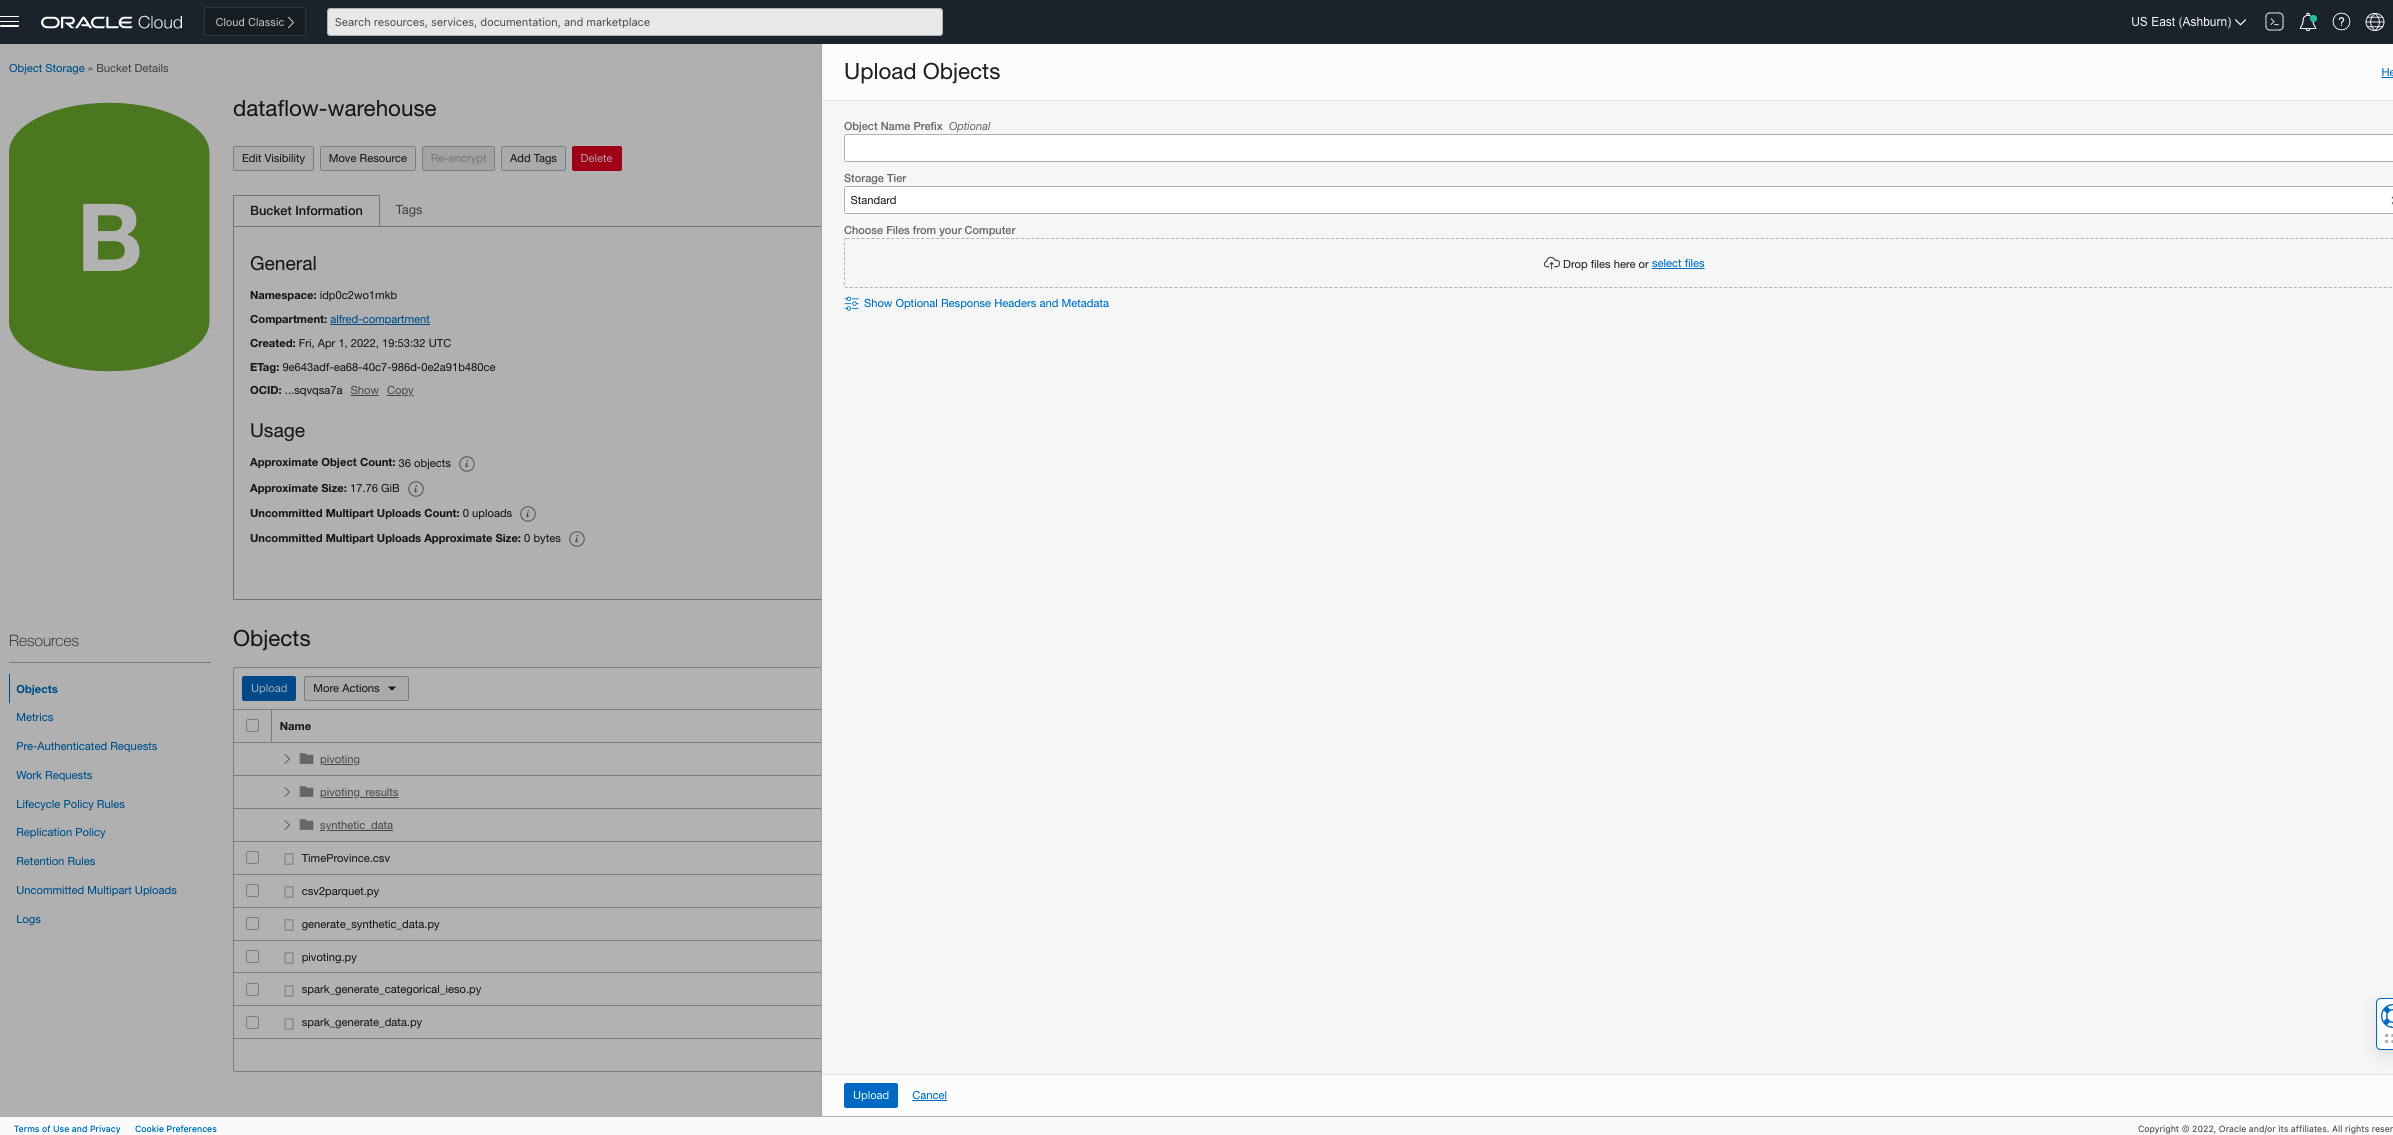 ORACLE Cloud
Cloud Classic
Search resources, services, documentation, and marketplace
US East (Ashburn)
Object Storage » Bucket Details
B
dataflow-warehouse
Edit Visibility
Move Resource
Re-encrypt
Add Tags
Delete
Bucket Information
Tags
General
Namespace: idp0c2wo1mkb
Compartment: alfred-compartment
Created: Fri, Apr 1, 2022, 19:53:32 UTC
ETag: 9e643adf-ea68-40c7-986d-0e2a91b480ce
OCID: ...sqvqsa7a Show Copy
Usage
Approximate Object Count: 36 objects
Approximate Size: 17.76 GiB
Uncommitted Multipart Uploads Count: 0 uploads
Uncommitted Multipart Uploads Approximate Size: 0 bytes
Resources
Objects
Metrics
Pre-Authenticated Requests
Work Requests
Lifecycle Policy Rules
Replication Policy
Retention Rules
Uncommitted Multipart Uploads
Logs
Objects
Upload
More Actions
Name
pivoting
pivoting_results
synthetic_data
TimeProvince.csv
csv2parquet.py
generate_synthetic_data.py
pivoting.py
spark_generate_categorical_ieso.py
spark_generate_data.py
Upload Objects
He
Object Name Prefix Optional
Storage Tier
Standard
Choose Files from your Computer
Drop files here or select files
Show Optional Response Headers and Metadata
Upload
Cancel
Terms of Use and Privacy
Cookie Preferences
Copyright © 2022, Oracle and/or its affiliates. All rights reser